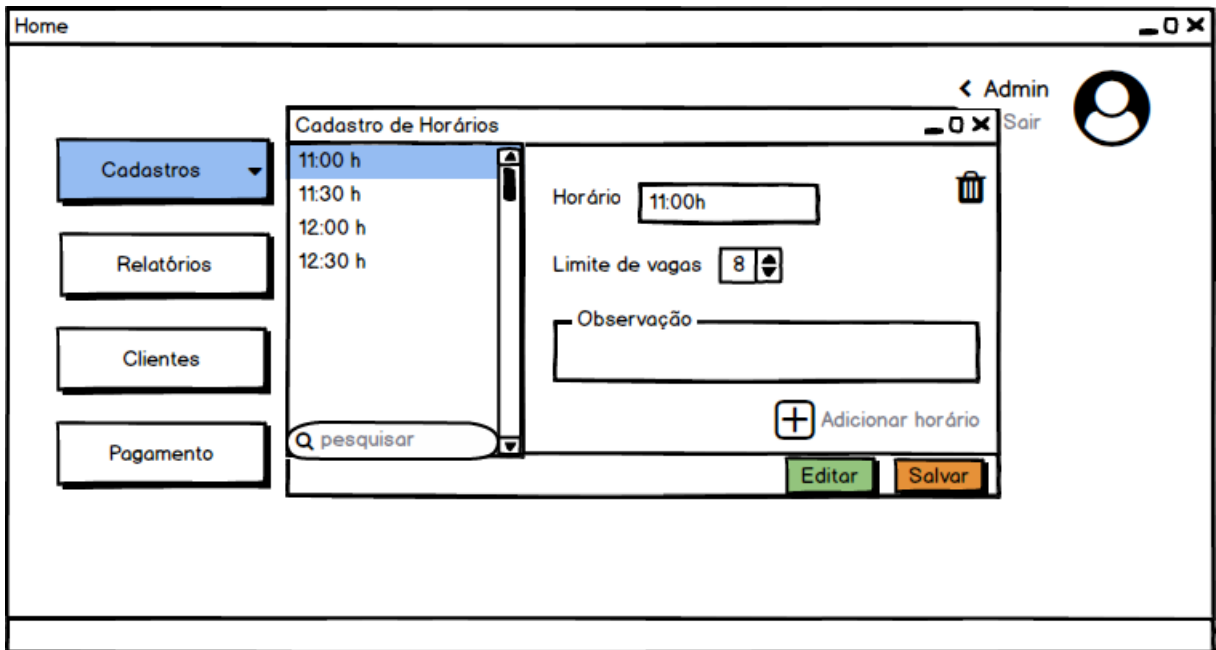 Home
< Admin
Sair
Cadastros
Relatórios
Clientes
Pagamento
Cadastro de Horários
11:00 h
11:30 h
12:00 h
12:30 h
pesquisar
Horário 11:00h
Limite de vagas 8
Observação
Adicionar horário
Editar Salvar